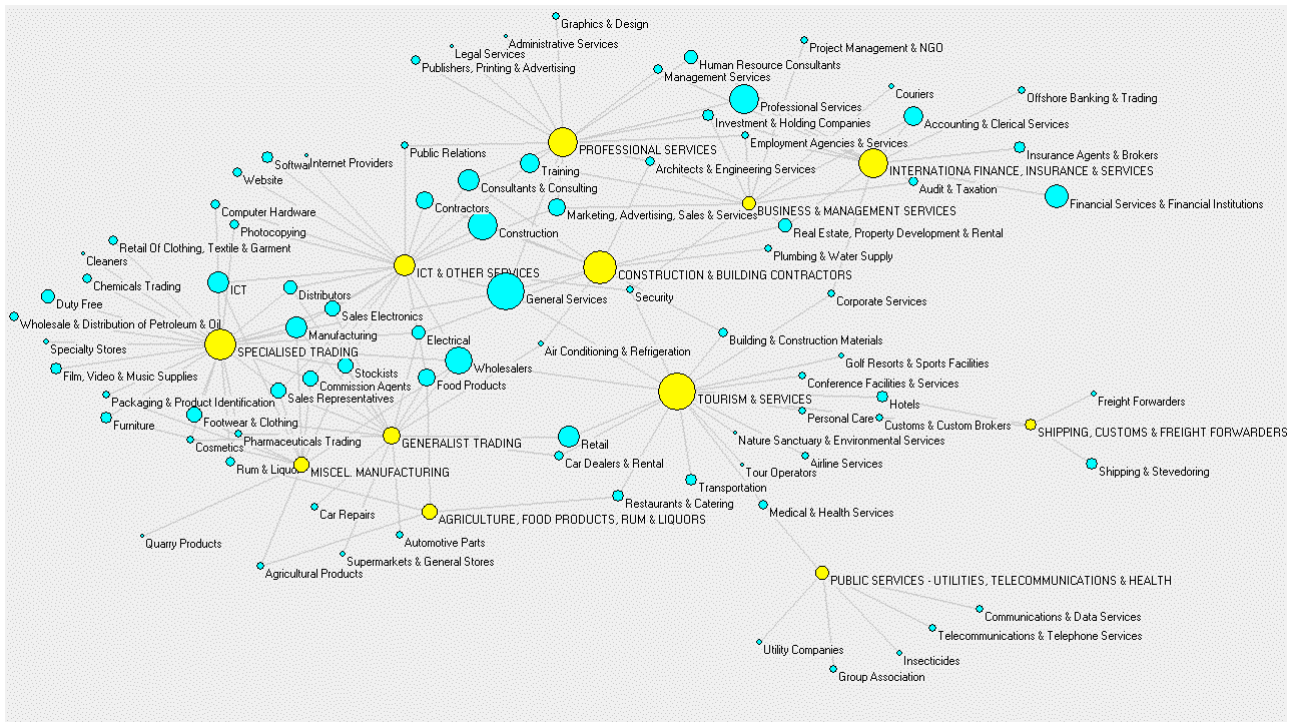 Graphics & Design
Administrative Services
Legal Services
Publishers, Printing & Advertising
Project Management & NGO
Human Resource Consultants
Management Services
Couriers
Offshore Banking & Trading
Professional Services
Investment & Holding Companies
Accounting & Clerical Services
Employment Agencies & Services
PROFESSIONAL SERVICES
Public Relations
Insurance Agents & Brokers
Softwar
Internet Providers
Training
Architects & Engineering Services
INTERNATIONA FINANCE, INSURANCE & SERVICES
Website
Consultants & Consulting
Audit & Taxation
Contractors
Marketing, Advertising, Sales & Services
BUSINESS & MANAGEMENT SERVICES
Financial Services & Financial Institutions
Computer Hardware
Photocopying
Construction
Real Estate, Property Development & Rental
Retail Of Clothing, Textile & Garment
Cleaners
Plumbing & Water Supply
ICT & OTHER SERVICES
CONSTRUCTION & BUILDING CONTRACTORS
Chemicals Trading
ICT
Distributors
General Services
Security
Corporate Services
Duty Free
Sales Electronics
Wholesale & Distribution of Petroleum & Oil
Manufacturing
Electrical
Building & Construction Materials
Specialty Stores
SPECIALISED TRADING
Air Conditioning & Refrigeration
Golf Resorts & Sports Facilities
Stockists
Wholesalers
Film, Video & Music Supplies
Commission Agents
Food Products
Conference Facilities & Services
Sales Representatives
TOURISM & SERVICES
Hotels
Freight Forwarders
Packaging & Product Identification
Footwear & Clothing
Personal Care
Customs & Custom Brokers
Furniture
SHIPPING, CUSTOMS & FREIGHT FORWARDERS
Pharmaceuticals Trading
GENERALIST TRADING
Retail
Nature Sanctuary & Environmental Services
Cosmetics
Rum & Liquo
MISCEL. MANUFACTURING
Car Dealers & Rental
Airline Services
Tour Operators
Shipping & Stevedoring
Transportation
Restaurants & Catering
Car Repairs
AGRICULTURE, FOOD PRODUCTS, RUM & LIQUORS
Medical & Health Services
Quarry Products
Automotive Parts
Supermarkets & General Stores
Agricultural Products
PUBLIC SERVICES - UTILITIES, TELECOMMUNICATIONS & HEALTH
Communications & Data Services
Telecommunications & Telephone Services
Utility Companies
Insecticides
Group Association